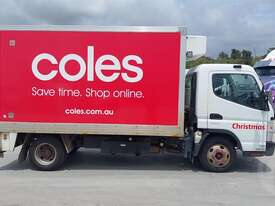 coles
Save time. Shop online.
coles.com.au
Christmas